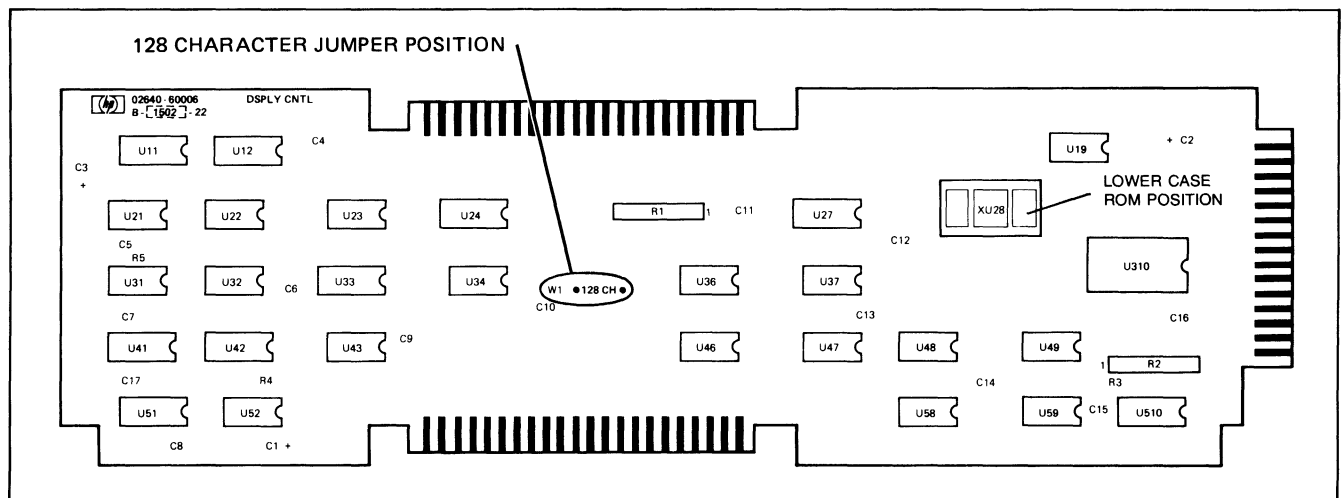 128 CHARACTER JUMPER POSITION
hp 02640-60006 DSPLY CNTL
B-1502-22
U11 U12 C4 U19 + C2
C3
+
LOWER CASE
ROM POSITION
U21 U22 U23 U24 R1 1 C11 U27 XU28
C5 C12
R5
U31 U32 C6 U33 U34 W1 128 CH U36 U37 U310
C10
C7 C13 C16
U41 U42 U43 C9 U46 U47 U48 U49 1 R2
C17 R4 C14 R3
U51 U52 U58 U59 C15 U510
C8 C1 +